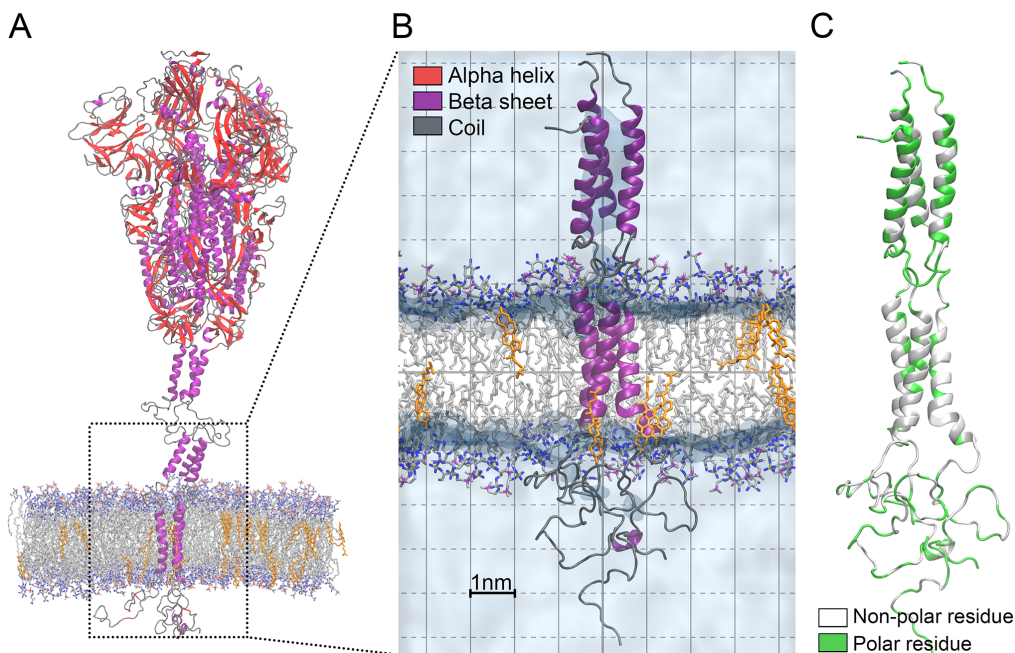 A
B
C
Alpha helix
Beta sheet
Coil
1nm
Non-polar residue
Polar residue